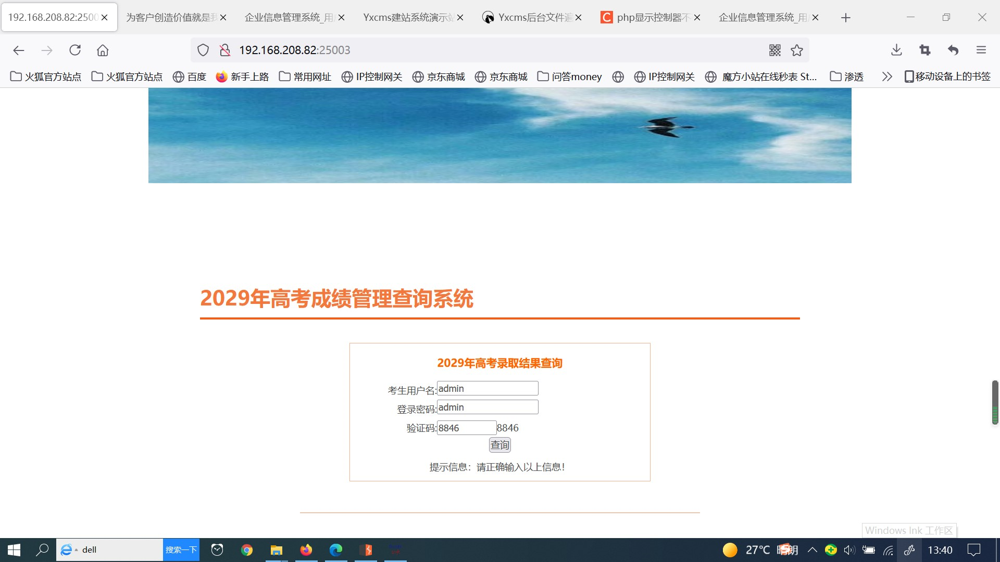 192.168.208.82:2500
为客户创造价值就是我
企业信息管理系统_用
Yxcms建站系统演示站
Yxcms后台文件遍
php显示控制器不
企业信息管理系统_用
192.168.208.82:25003
火狐官方站点 火狐官方站点 百度 新手上路 常用网址 IP控制网关 京东商城 京东商城 问答money IP控制网关 魔方小站在线秒表 St... 渗透 移动设备上的书签
2029年高考成绩管理查询系统
2029年高考录取结果查询
考生用户名:admin
登录密码:admin
验证码:8846 8846
查询
提示信息：请正确输入以上信息！
Windows Ink 工作区
dell 搜索一下 27°C 晴朗 13:40